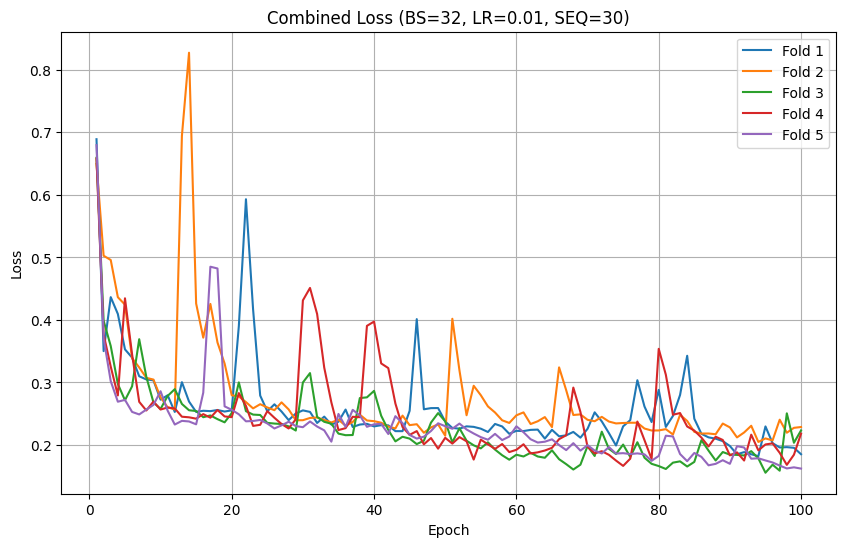 Combined Loss (BS=32, LR=0.01, SEQ=30)
Fold 1
Fold 2
Fold 3
Fold 4
Fold 5
Loss
0.8
0.7
0.6
0.5
0.4
0.3
0.2
0 20 40 60 80 100
Epoch